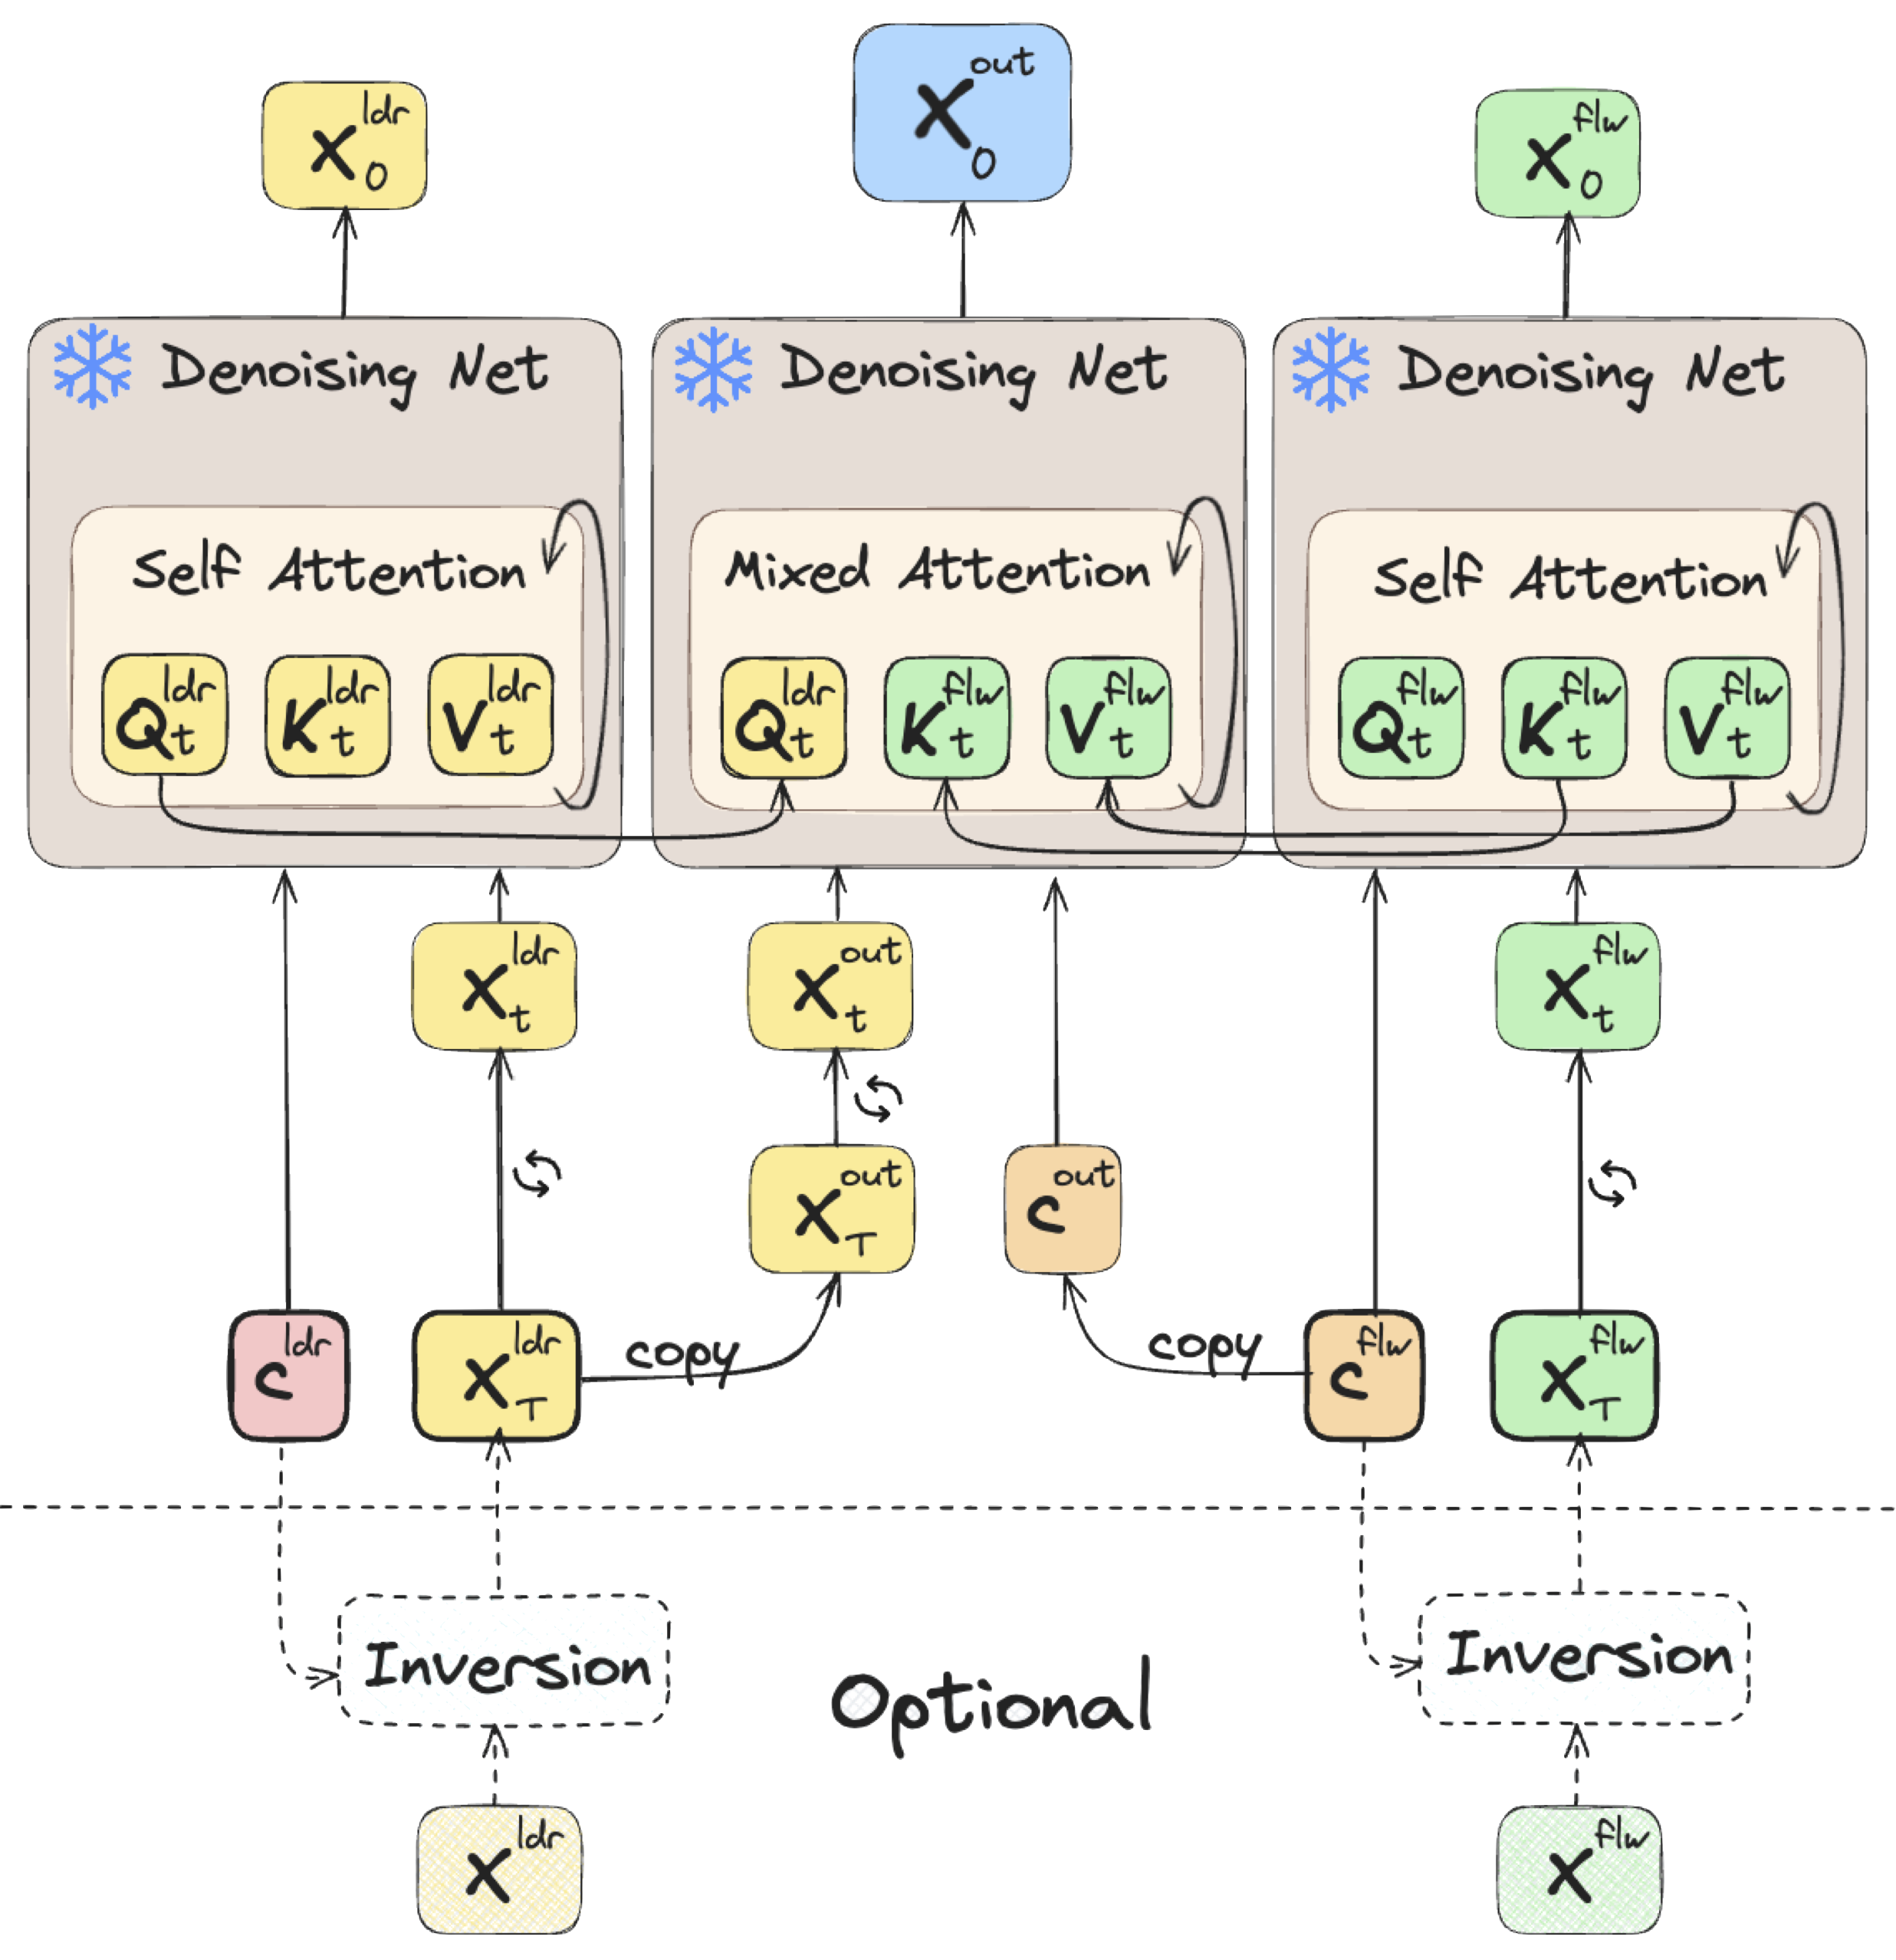 X_0^ldr
X_0^out
X_0^flw
Denoising Net
Denoising Net
Denoising Net
Self Attention
Mixed Attention
Self Attention
Q_t^ldr K_t^ldr V_t^ldr
Q_t^ldr K_t^flw V_t^flw
Q_t^flw K_t^flw V_t^flw
X_t^ldr
X_t^out
X_t^flw
X_T^out
c^out
c^ldr
X_T^ldr
copy
copy
c^flw
X_T^flw
Inversion
Optional
Inversion
X^ldr
X^flw